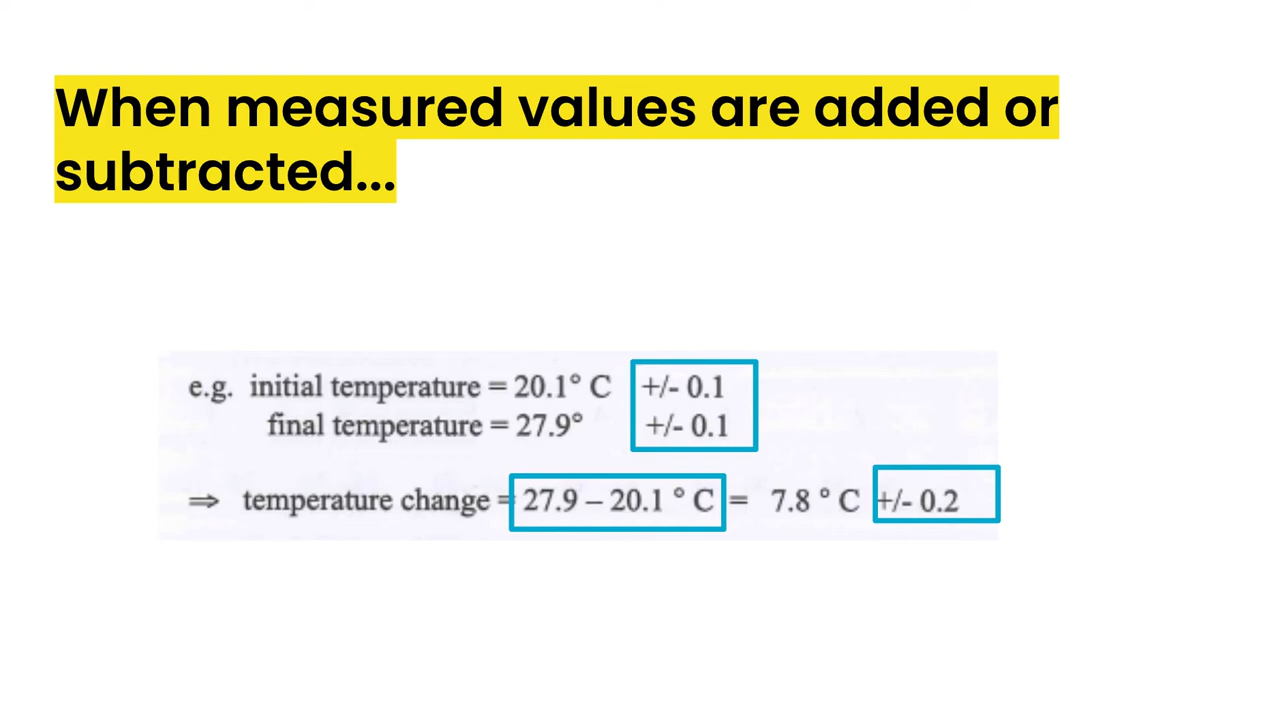 When measured values are added or
subtracted...
e.g. initial temperature = 20.1° C +/- 0.1
final temperature = 27.9° +/- 0.1
⇒ temperature change = 27.9 – 20.1 ° C = 7.8 ° C +/- 0.2